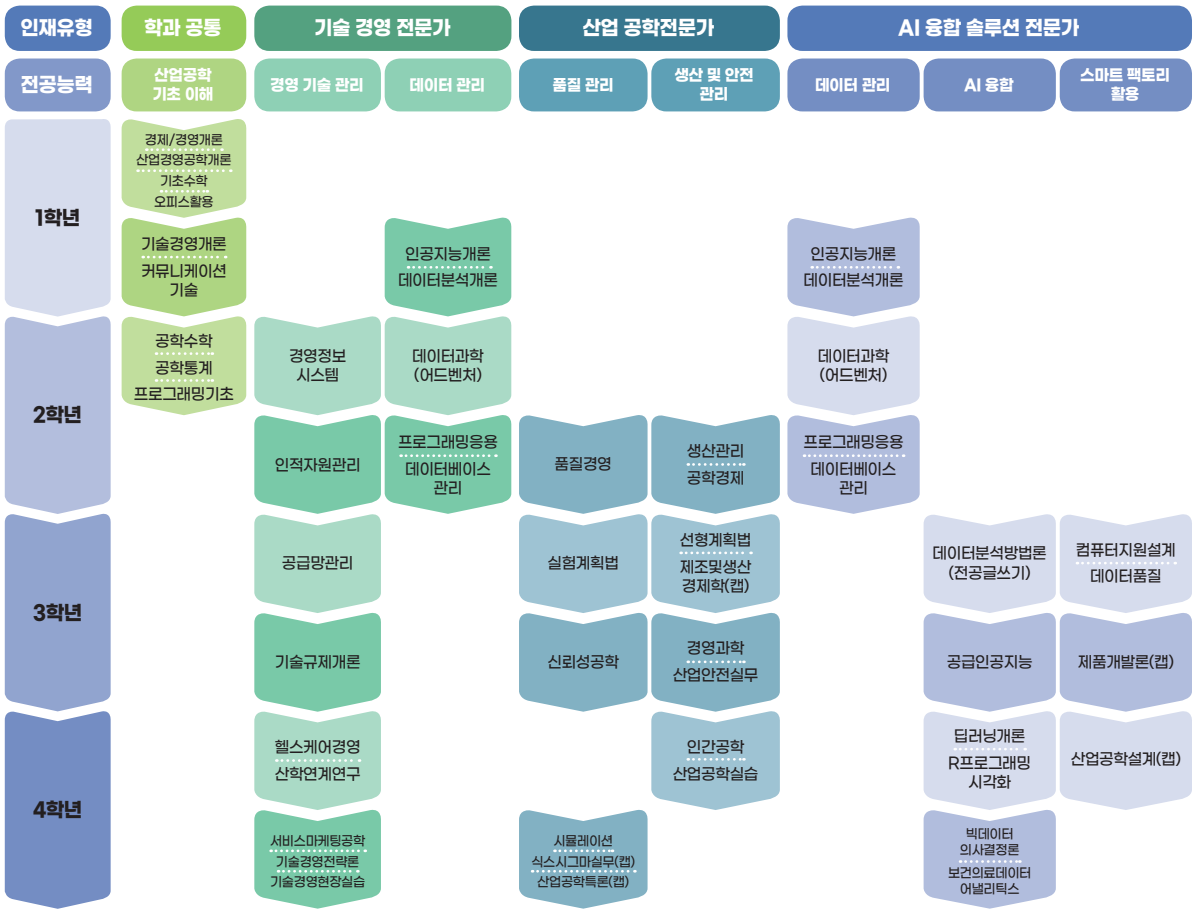 인재유형
학과 공통
기술 경영 전문가
산업 공학전문가
AI 융합 솔루션 전문가
전공능력
산업공학
기초 이해
경영 기술 관리
데이터 관리
품질 관리
생산 및 안전
관리
데이터 관리
AI 융합
스마트 팩토리
활용
1학년
경제/경영개론
산업경영공학개론
기초수학
오피스활용
기술경영개론
커뮤니케이션
기술
인공지능개론
데이터분석개론
인공지능개론
데이터분석개론
2학년
공학수학
공학통계
프로그래밍기초
경영정보
시스템
데이터과학
(어드벤처)
데이터과학
(어드벤처)
인적자원관리
프로그래밍응용
데이터베이스
관리
품질경영
생산관리
공학경제
프로그래밍응용
데이터베이스
관리
3학년
공급망관리
실험계획법
선형계획법
제조및생산
경제학(캡)
데이터분석방법론
(전공글쓰기)
컴퓨터지원설계
데이터품질
기술규제개론
신뢰성공학
경영과학
산업안전실무
공급인공지능
제품개발론(캡)
4학년
헬스케어경영
산학연계연구
인간공학
산업공학실습
딥러닝개론
R프로그래밍
시각화
산업공학설계(캡)
서비스마케팅공학
기술경영전략론
기술경영현장실습
시뮬레이션
식스시그마실무(캡)
산업공학특론(캡)
빅데이터
의사결정론
보건의료데이터
어낼리틱스